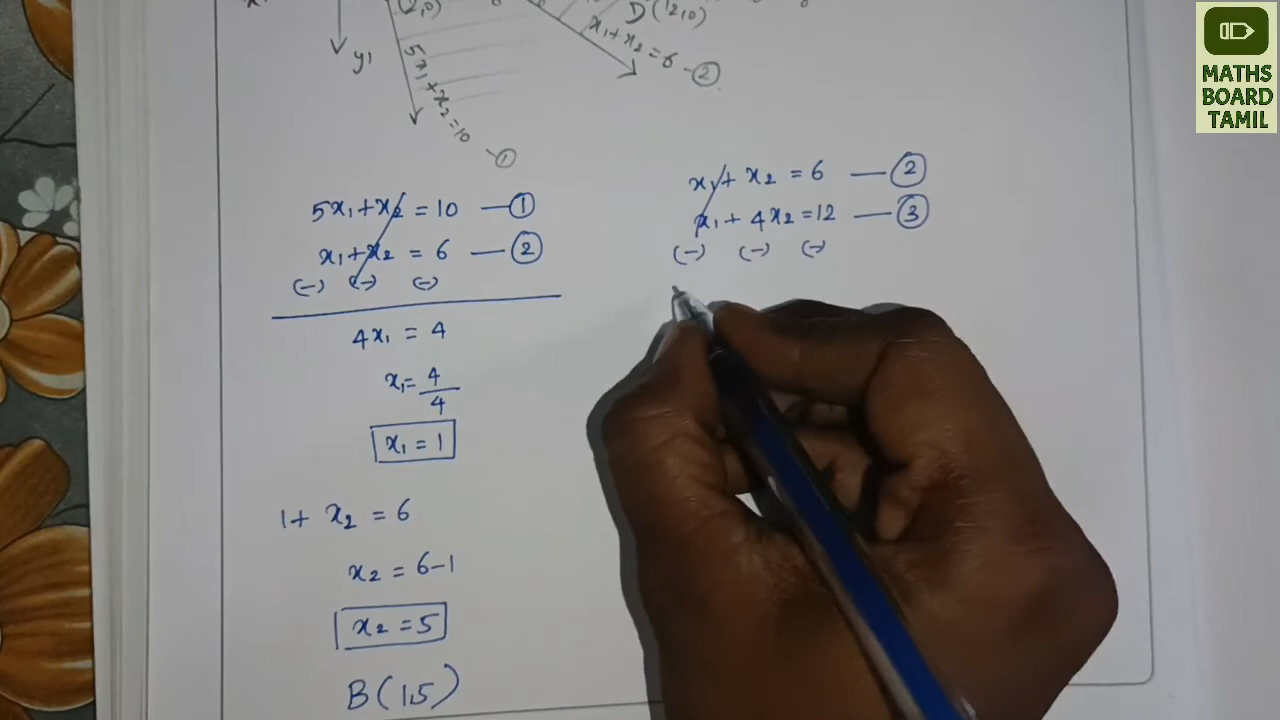 (2,0)
y₁
5x₁+x₂=10 -①
D(12,0)
x₁+x₂=6 -②
MATHS
BOARD
TAMIL
5x₁+x₂ = 10 —①
x₁+x₂ = 6 —②
(-) (-) (-)
4x₁ = 4
x₁= 4
4
x₁ = 1
1+ x₂ = 6
x₂ = 6-1
x₂ = 5
B(1,5)
x₁+ x₂ = 6 —②
x₁ + 4x₂ = 12 —③
(-) (-) (-)